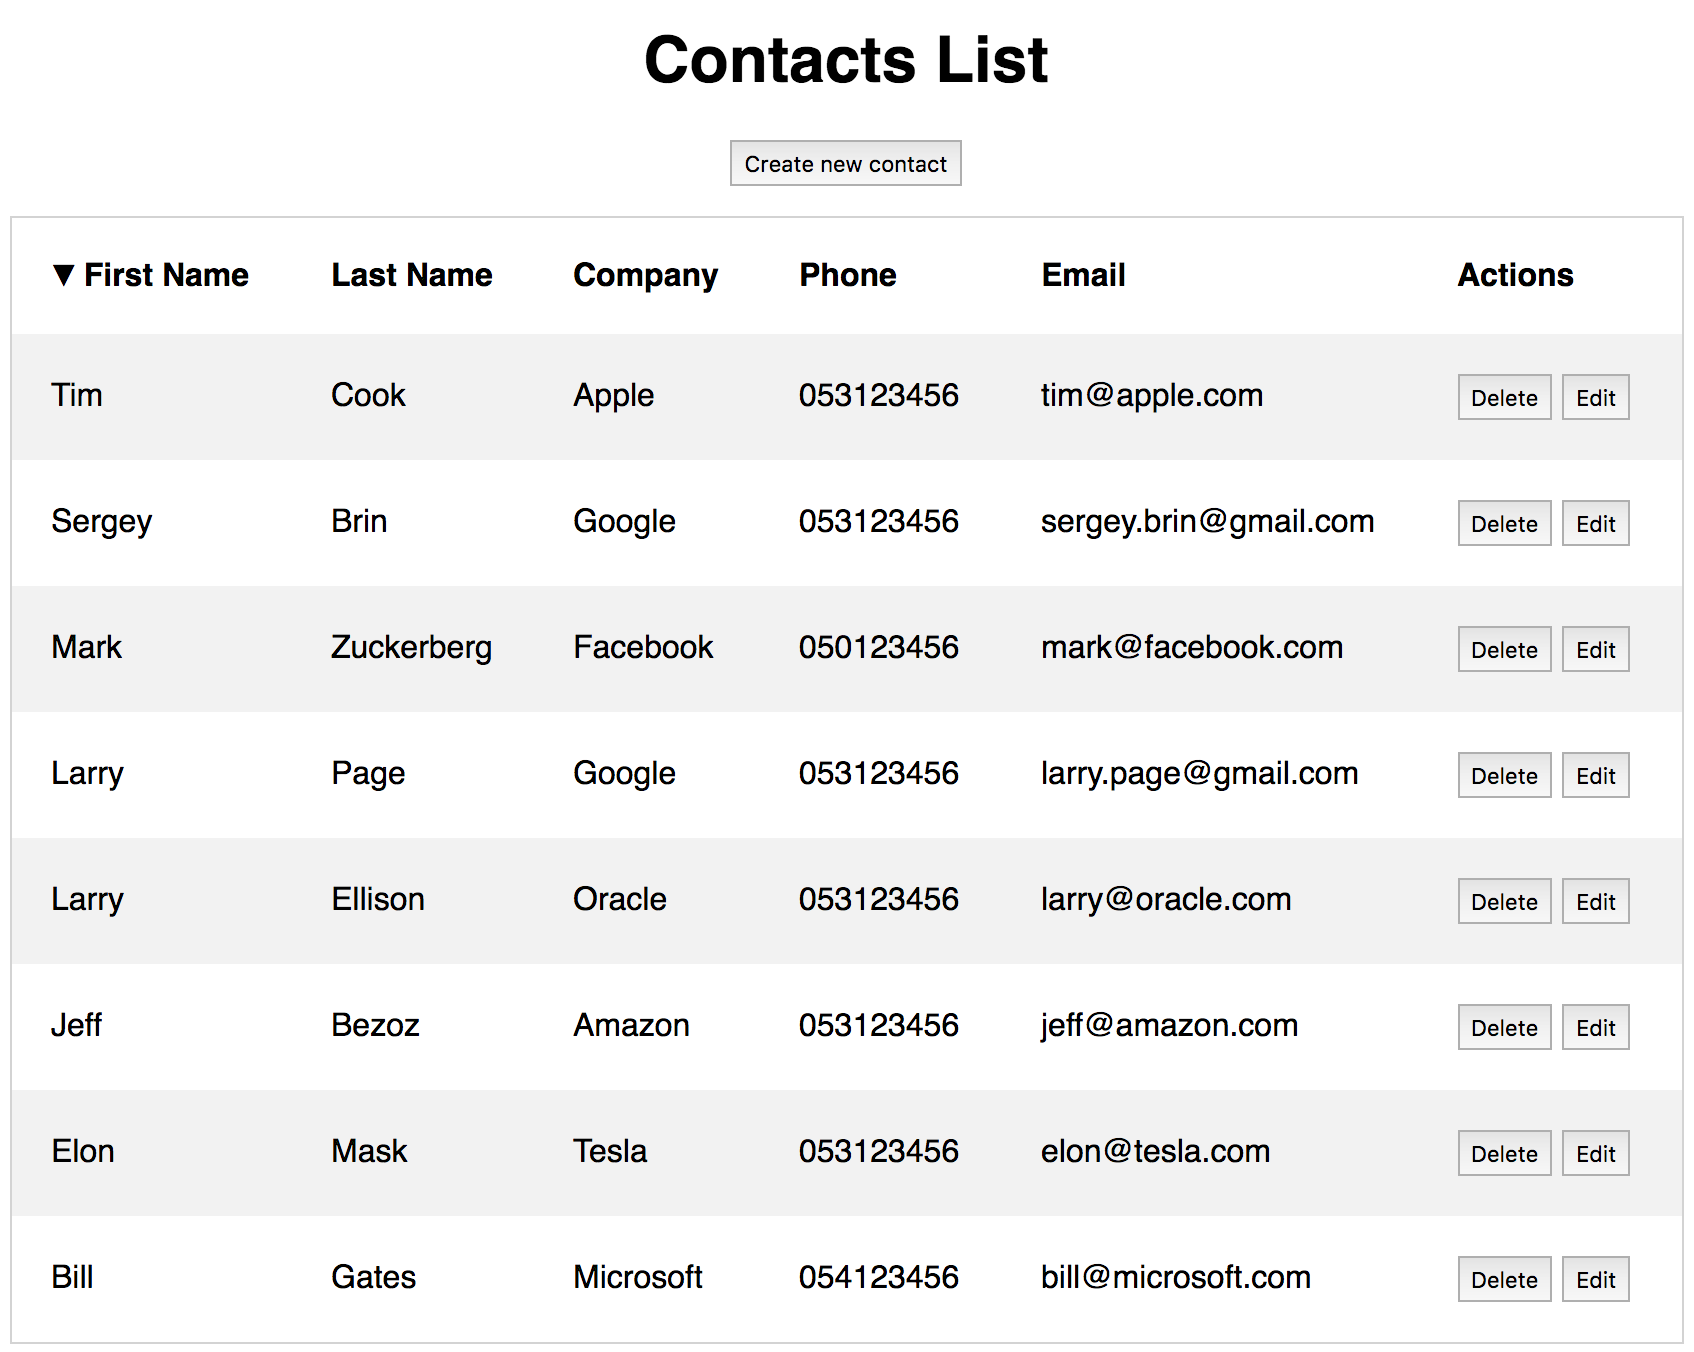 Contacts List
Create new contact
▼ First Name Last Name Company Phone Email Actions
Tim Cook Apple 053123456 tim@apple.com Delete Edit
Sergey Brin Google 053123456 sergey.brin@gmail.com Delete Edit
Mark Zuckerberg Facebook 050123456 mark@facebook.com Delete Edit
Larry Page Google 053123456 larry.page@gmail.com Delete Edit
Larry Ellison Oracle 053123456 larry@oracle.com Delete Edit
Jeff Bezoz Amazon 053123456 jeff@amazon.com Delete Edit
Elon Mask Tesla 053123456 elon@tesla.com Delete Edit
Bill Gates Microsoft 054123456 bill@microsoft.com Delete Edit